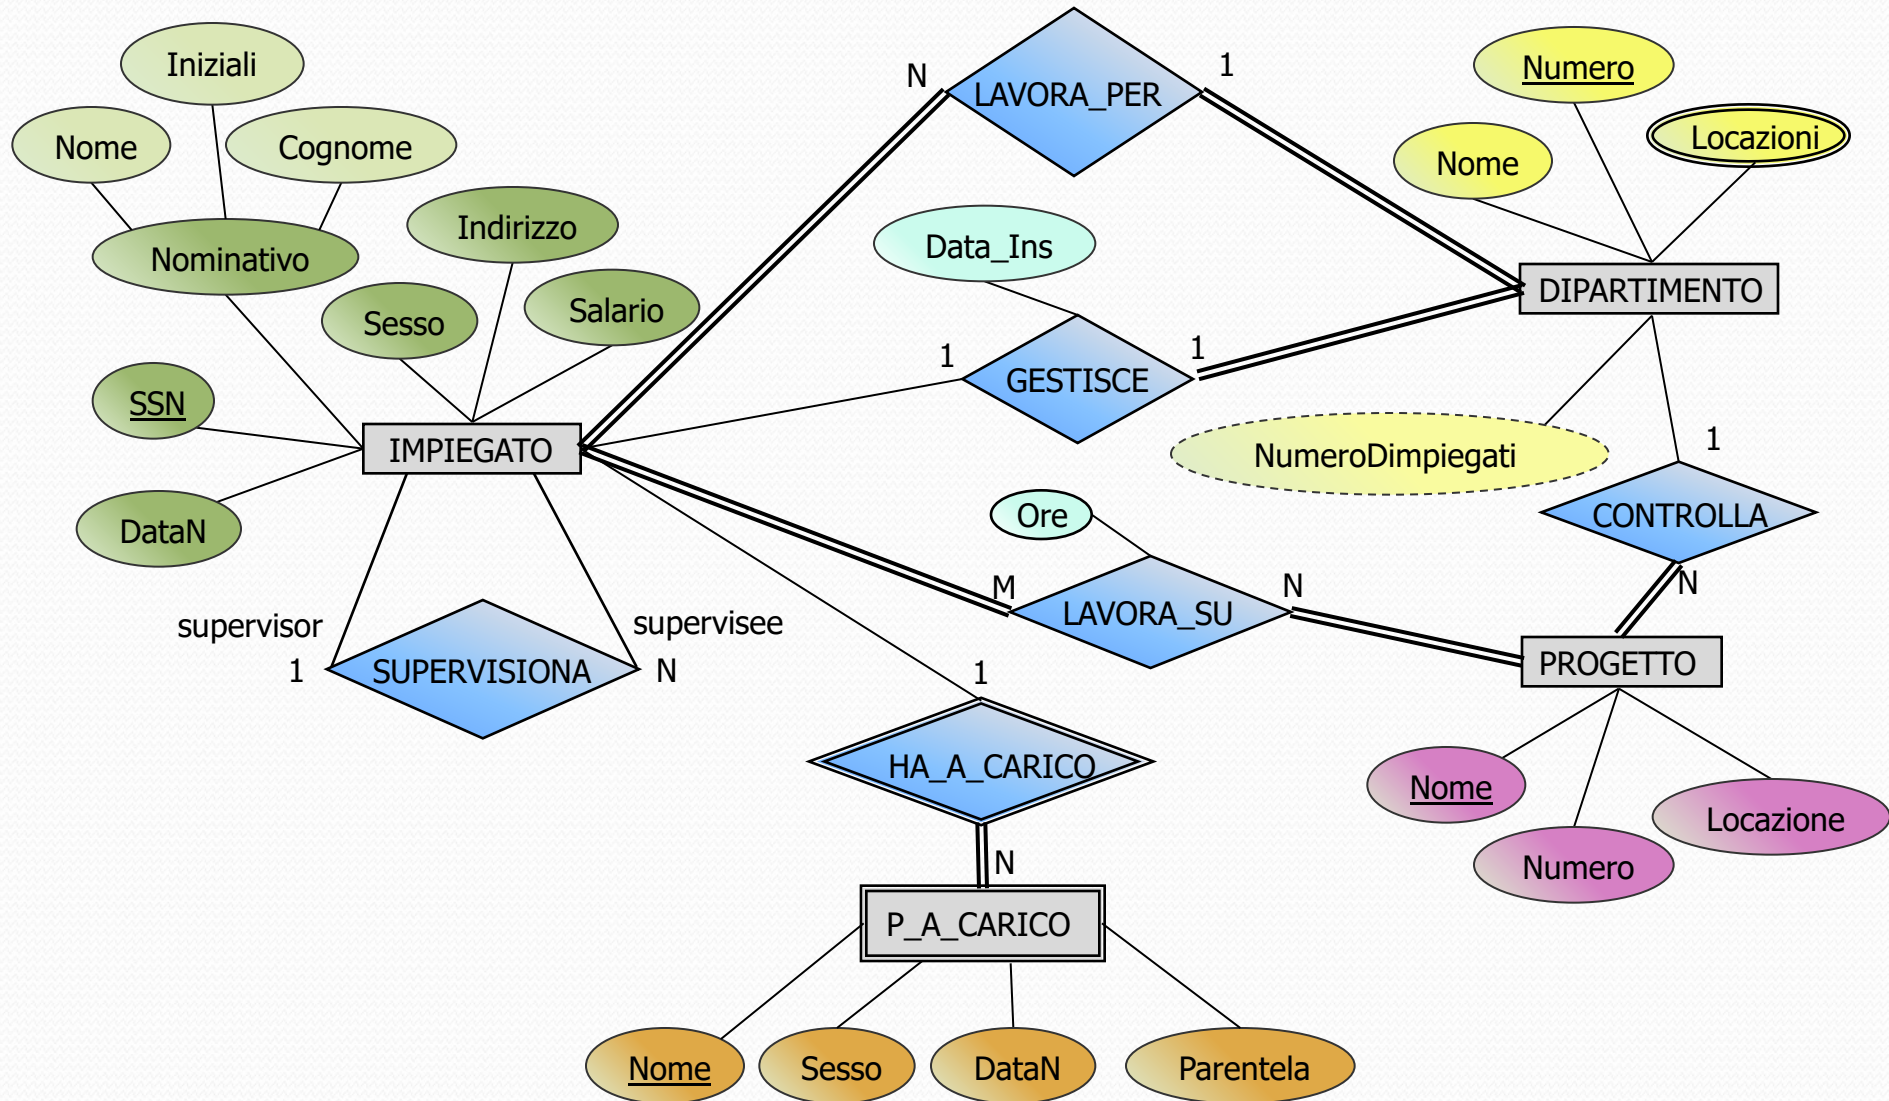 Iniziali
N
LAVORA_PER
1
Numero
Nome
Cognome
Nome
Locazioni
Nominativo
Indirizzo
Data_Ins
Sesso
Salario
DIPARTIMENTO
1
GESTISCE
1
SSN
IMPIEGATO
NumeroDimpiegati
1
DataN
Ore
CONTROLLA
supervisor
supervisee
M
LAVORA_SU
N
N
1
SUPERVISIONA
N
1
PROGETTO
HA_A_CARICO
Nome
Locazione
N
Numero
P_A_CARICO
Nome
Sesso
DataN
Parentela